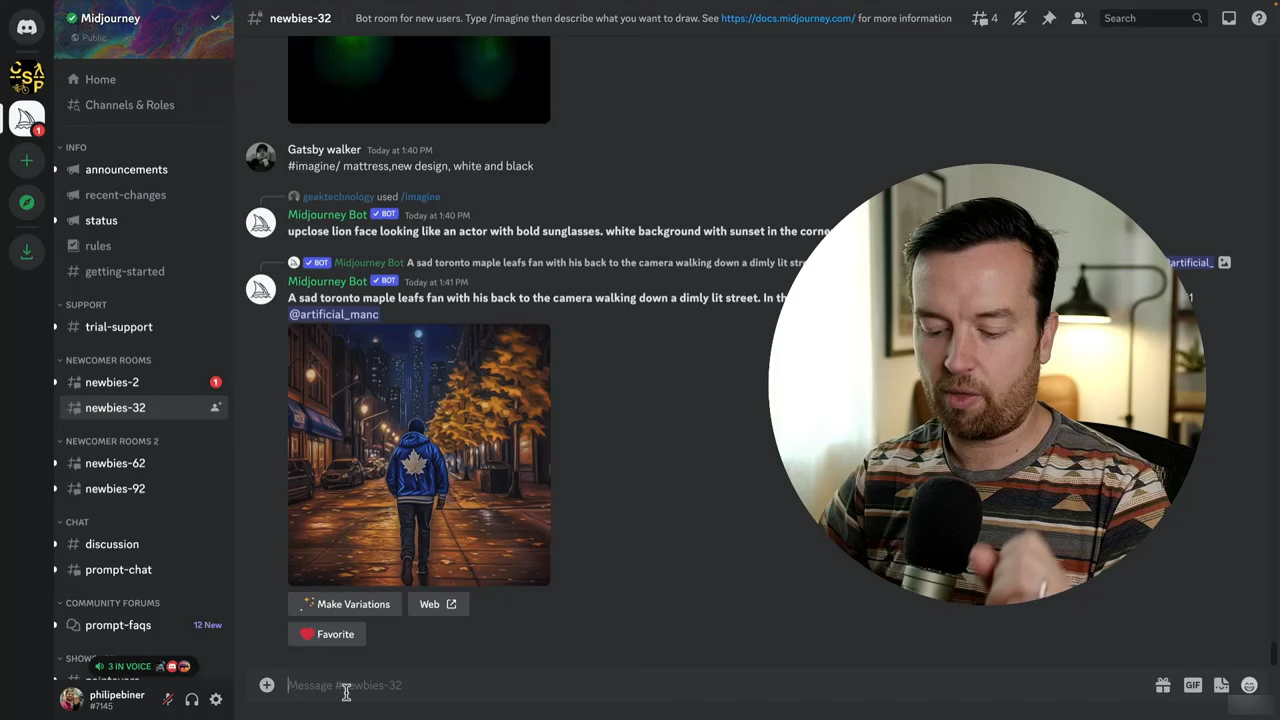 Midjourney
Public
newbies-32
Bot room for new users. Type /imagine then describe what you want to draw. See https://docs.midjourney.com/ for more information
4
Search
CSP
1
Home
Channels & Roles
INFO
announcements
recent-changes
status
rules
getting-started
SUPPORT
trial-support
NEWCOMER ROOMS
newbies-2
1
newbies-32
NEWCOMER ROOMS 2
newbies-62
newbies-92
CHAT
discussion
prompt-chat
COMMUNITY FORUMS
prompt-faqs
12 New
3 IN VOICE
philipebiner
#7145
Gatsby walker Today at 1:40 PM
#imagine/ mattress,new design, white and black
geektechnology used /imagine
Midjourney Bot BOT Today at 1:40 PM
upclose lion face looking like an actor with bold sunglasses. white background with sunset in the
BOT Midjourney Bot A sad toronto maple leafs fan with his back to the camera walking down a dimly lit
@artificial_
Midjourney Bot BOT Today at 1:41 PM
A sad toronto maple leafs fan with his back to the camera walking down a dimly lit street. In
@artificial_manc
Make Variations
Web
Favorite
Message #newbies-32
GIF